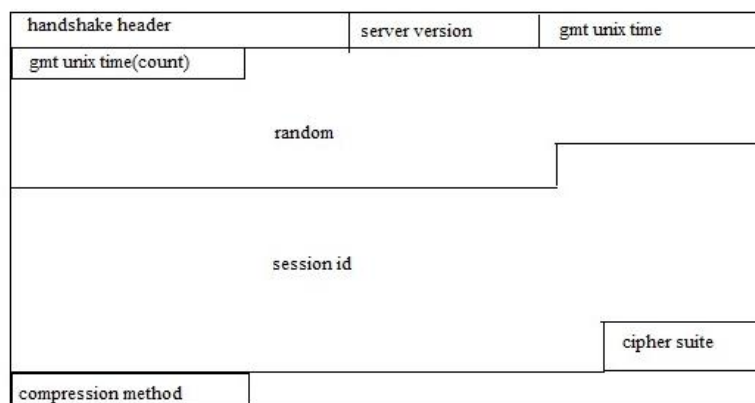 handshake header
server version
gmt unix time
gmt unix time(count)
random
session id
cipher suite
compression method